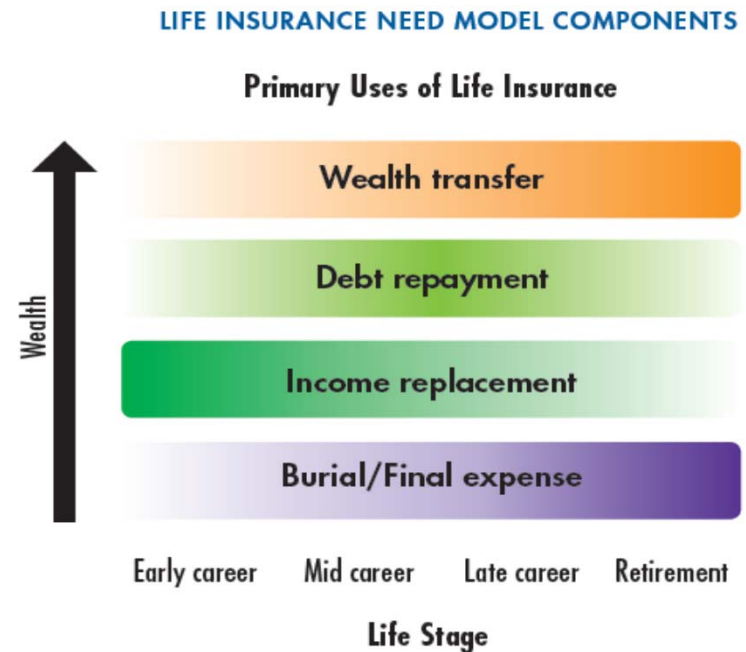 LIFE INSURANCE NEED MODEL COMPONENTS
Primary Uses of Life Insurance
Wealth transfer
Debt repayment
Income replacement
Burial/Final expense
Wealth
Early career Mid career Late career Retirement
Life Stage